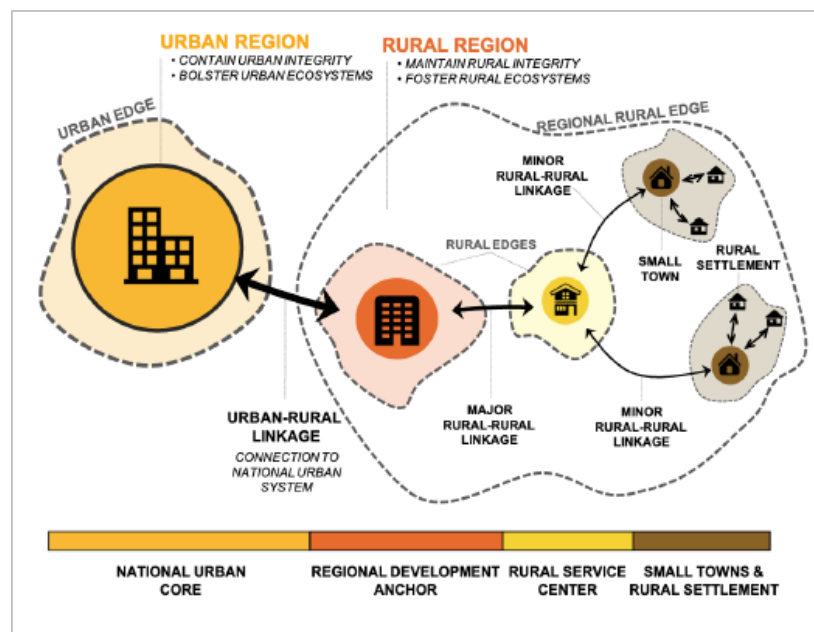 URBAN REGION
• CONTAIN URBAN INTEGRITY
• BOLSTER URBAN ECOSYSTEMS
RURAL REGION
• MAINTAIN RURAL INTEGRITY
• FOSTER RURAL ECOSYSTEMS
URBAN EDGE
REGIONAL RURAL EDGE
MINOR
RURAL-RURAL
LINKAGE
RURAL EDGES
SMALL
TOWN
RURAL
SETTLEMENT
URBAN-RURAL
LINKAGE
CONNECTION TO
NATIONAL URBAN
SYSTEM
MAJOR
RURAL-RURAL
LINKAGE
MINOR
RURAL-RURAL
LINKAGE
NATIONAL URBAN
CORE
REGIONAL DEVELOPMENT
ANCHOR
RURAL SERVICE
CENTER
SMALL TOWNS &
RURAL SETTLEMENT